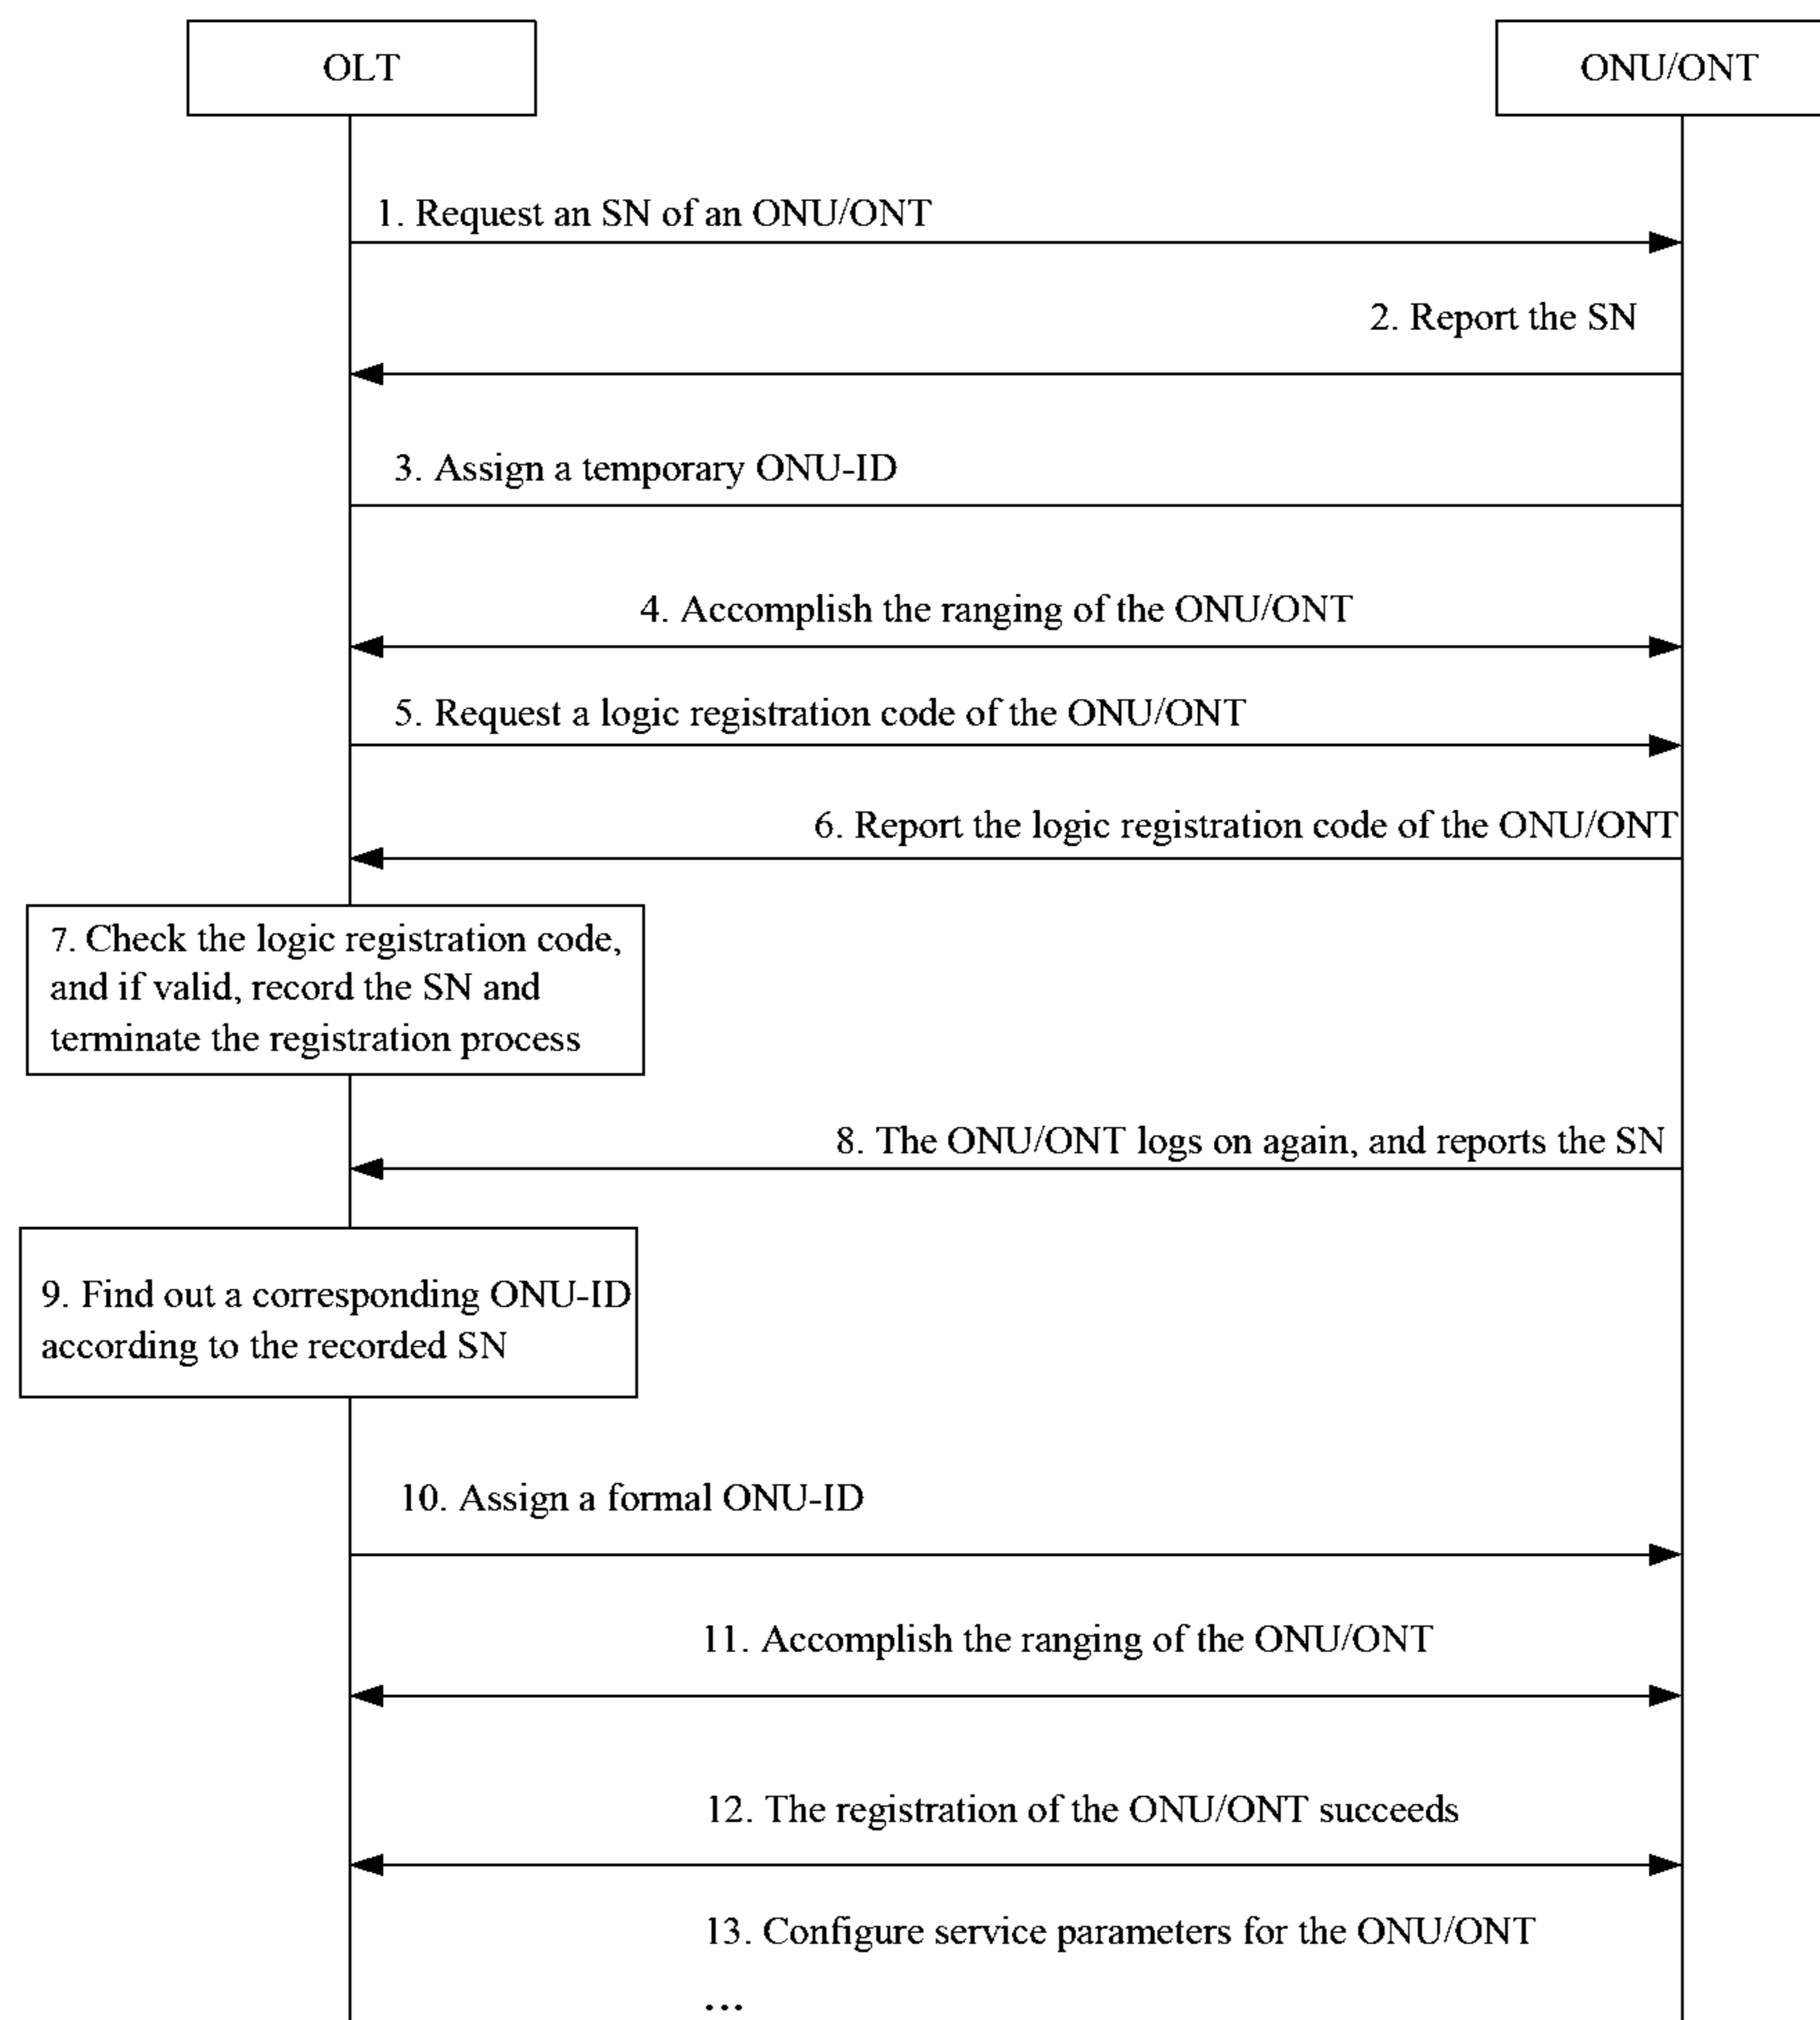 OLT
ONU/ONT
1. Request an SN of an ONU/ONT
2. Report the SN
3. Assign a temporary ONU-ID
4. Accomplish the ranging of the ONU/ONT
5. Request a logic registration code of the ONU/ONT
6. Report the logic registration code of the ONU/ONT
7. Check the logic registration code,
and if valid, record the SN and
terminate the registration process
8. The ONU/ONT logs on again, and reports the SN
9. Find out a corresponding ONU-ID
according to the recorded SN
10. Assign a formal ONU-ID
11. Accomplish the ranging of the ONU/ONT
12. The registration of the ONU/ONT succeeds
13. Configure service parameters for the ONU/ONT
...